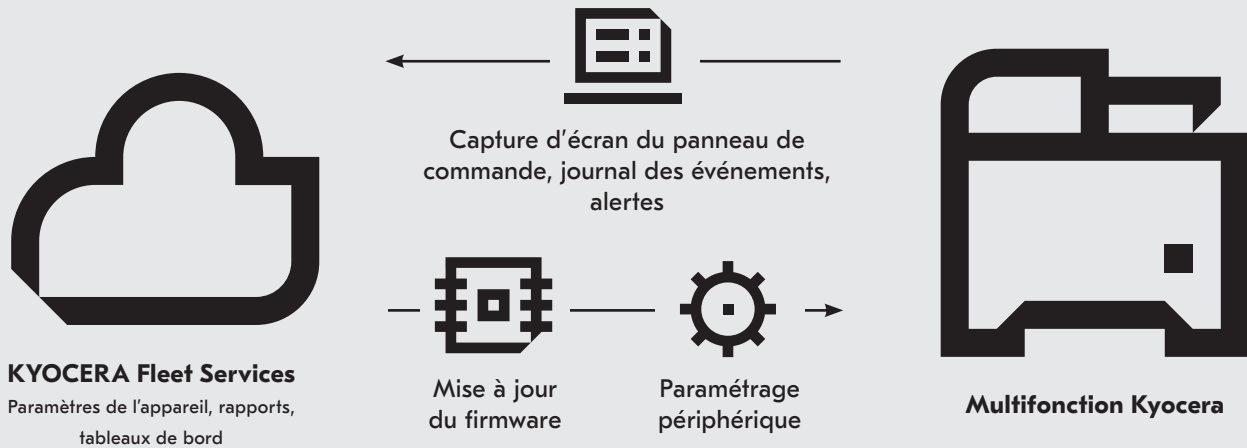 Capture d'écran du panneau de
commande, journal des événements,
alertes
KYOCERA Fleet Services
Paramètres de l'appareil, rapports,
tableaux de bord
Mise à jour
du firmware
Paramétrage
périphérique
Multifonction Kyocera